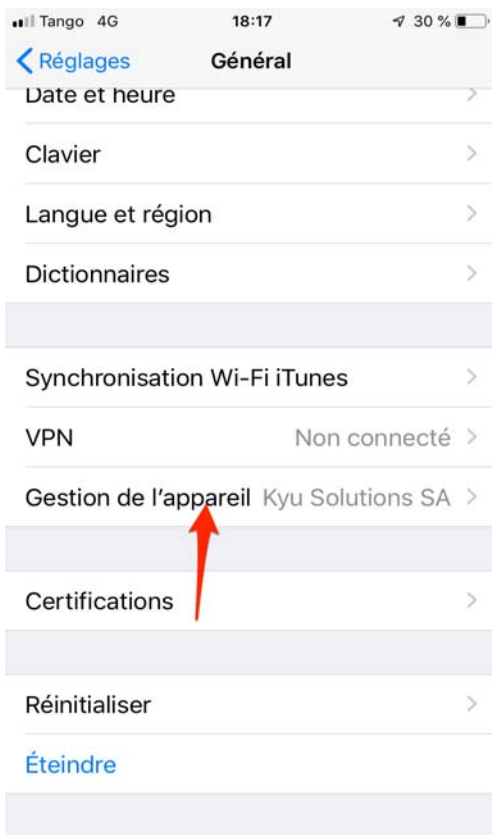 Tango 4G 18:17 30 %
Réglages Général
Date et heure
Clavier
Langue et région
Dictionnaires
Synchronisation Wi-Fi iTunes
VPN Non connecté
Gestion de l’appareil Kyu Solutions SA
Certifications
Réinitialiser
Éteindre